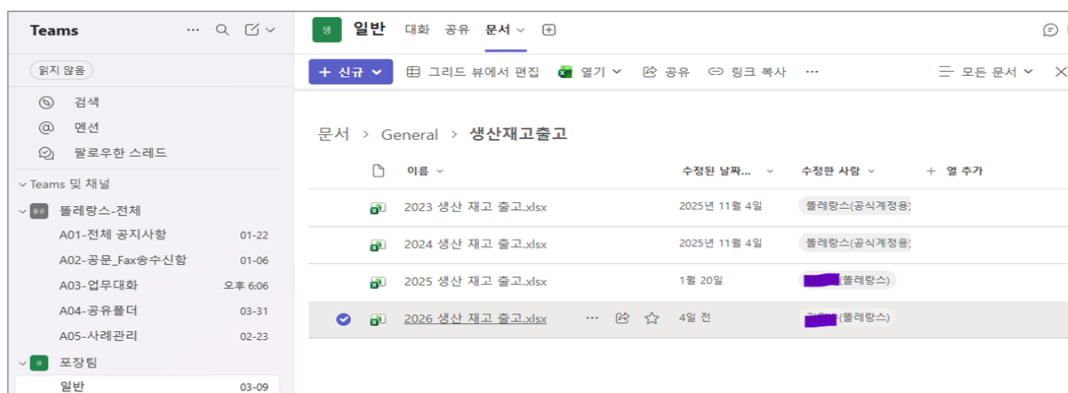 Teams
생 일반 대화 공유 문서
읽지 않음
+ 신규 그리드 뷰에서 편집 열기 공유 링크 복사 ... 모든 문서
검색
멘션
팔로우한 스레드
문서 > General > 생산재고출고
이름 수정된 날짜... 수정한 사람 + 열 추가
Teams 및 채널
똘레랑스-전체
2023 생산 재고 출고.xlsx 2025년 11월 4일 똘레랑스(공식계정용)
A01-전체 공지사항 01-22
2024 생산 재고 출고.xlsx 2025년 11월 4일 똘레랑스(공식계정용)
A02-공문_Fax송수신함 01-06
A03-업무대화 오후 6:06
2025 생산 재고 출고.xlsx 1월 20일 (똘레랑스)
A04-공유폴더 03-31
2026 생산 재고 출고.xlsx ... 4일 전 (똘레랑스)
A05-사례관리 02-23
생 포장팀
일반 03-09